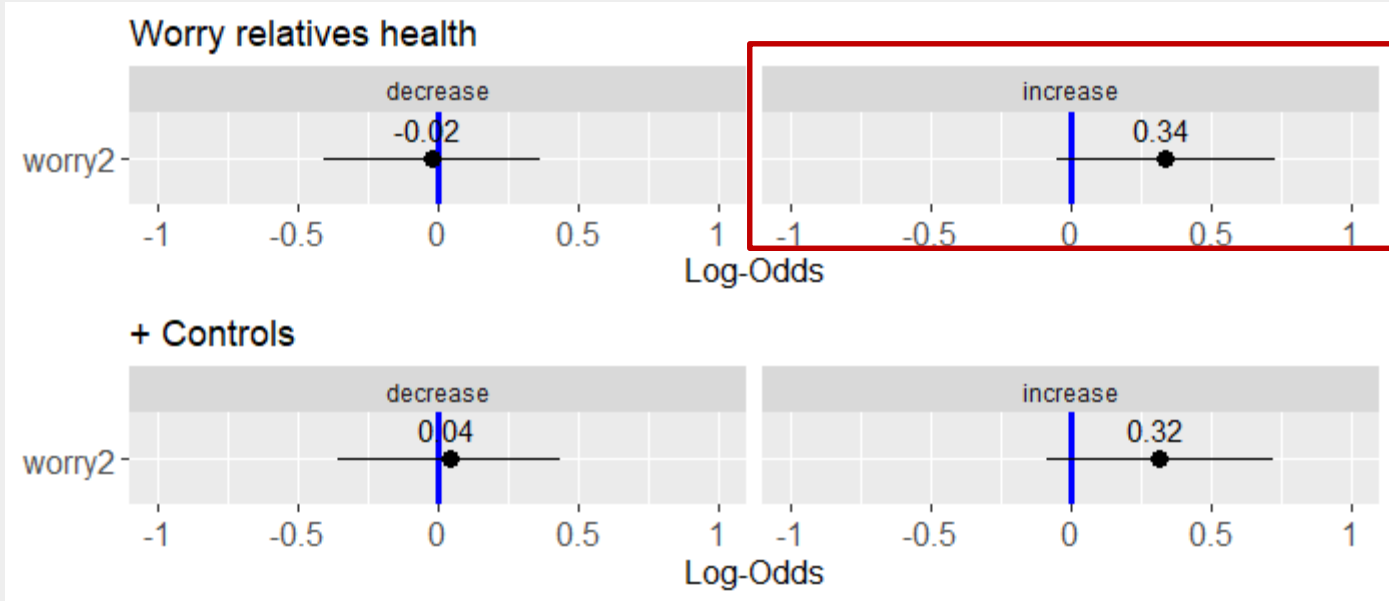 Worry relatives health
decrease increase
-0.02 0.34
worry2
-1 -0.5 0 0.5 1 -1 -0.5 0 0.5 1
Log-Odds
+ Controls
decrease increase
0.04 0.32
worry2
-1 -0.5 0 0.5 1 -1 -0.5 0 0.5 1
Log-Odds